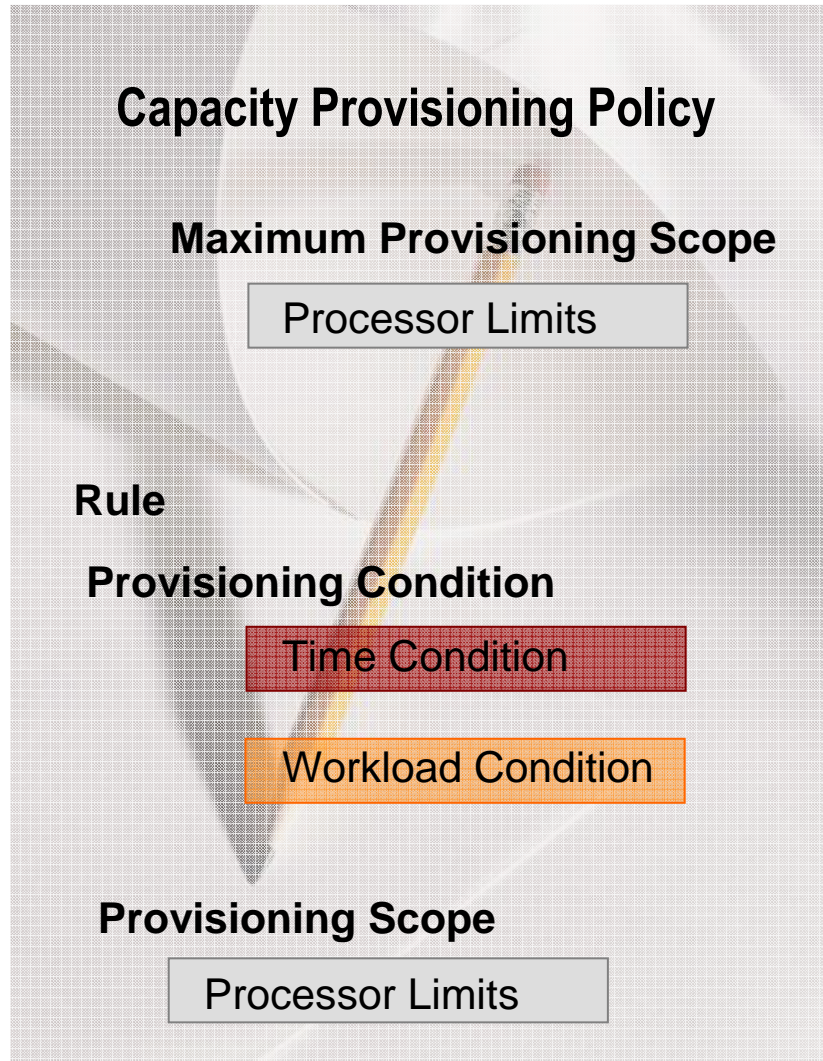 Capacity Provisioning Policy
Maximum Provisioning Scope
Processor Limits
Rule
Provisioning Condition
Time Condition
Workload Condition
Provisioning Scope
Processor Limits